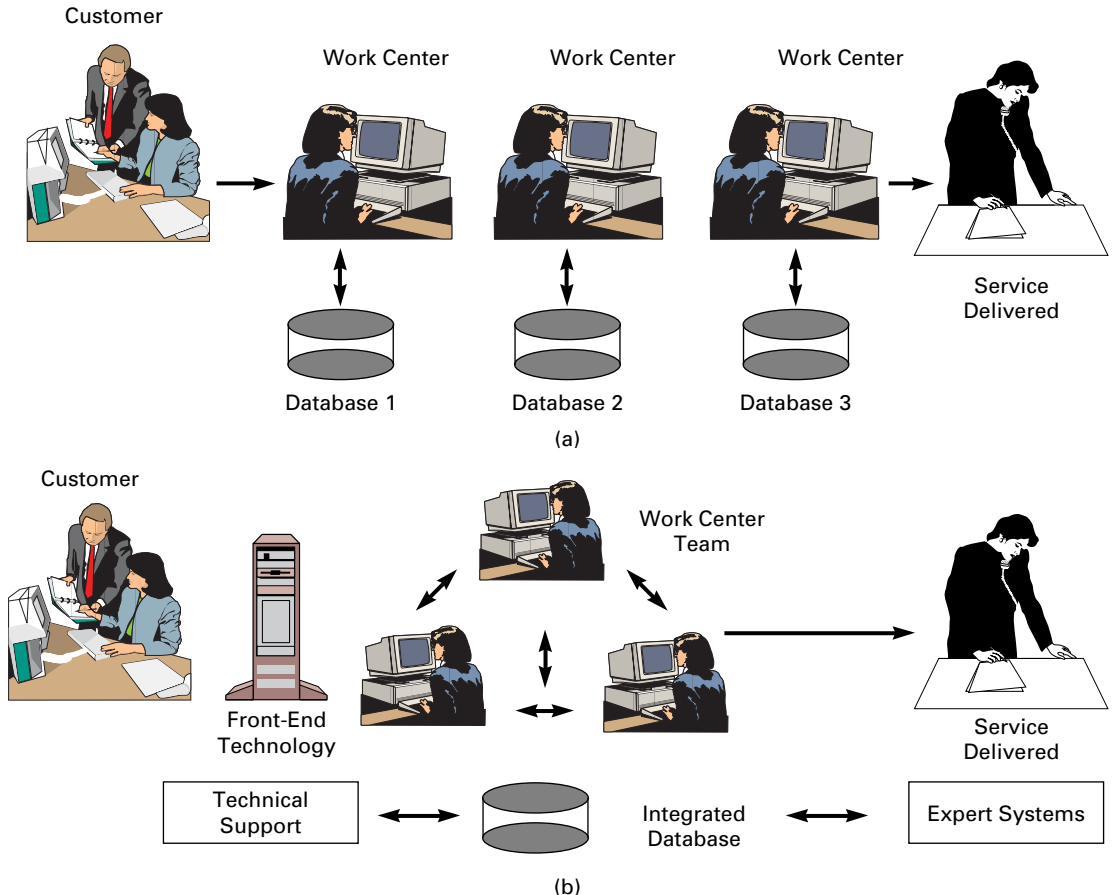 Customer
Work Center
Work Center
Work Center
Service
Delivered
Database 1
Database 2
Database 3
(a)
Customer
Work Center
Team
Front-End
Technology
Service
Delivered
Technical
Support
Integrated
Database
Expert Systems
(b)